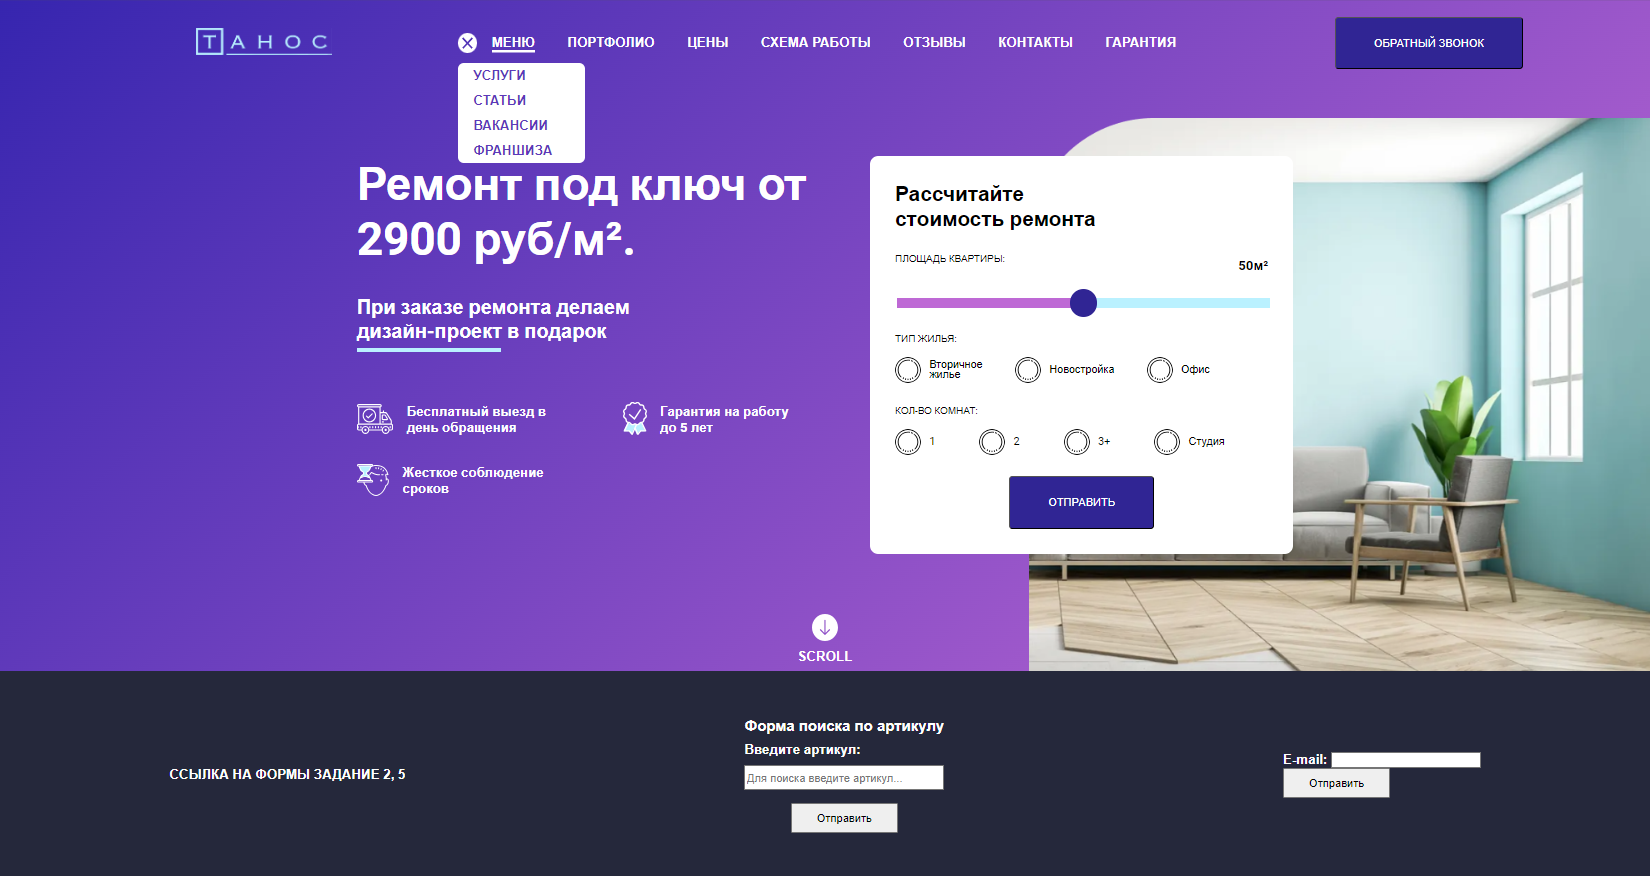 ТАНОС
МЕНЮ ПОРТФОЛИО ЦЕНЫ СХЕМА РАБОТЫ ОТЗЫВЫ КОНТАКТЫ ГАРАНТИЯ
ОБРАТНЫЙ ЗВОНОК
УСЛУГИ
СТАТЬИ
ВАКАНСИИ
ФРАНШИЗА
Ремонт под ключ от
2900 руб/м².
При заказе ремонта делаем
дизайн-проект в подарок
Бесплатный выезд в
день обращения
Гарантия на работу
до 5 лет
Жесткое соблюдение
сроков
Рассчитайте
стоимость ремонта
ПЛОЩАДЬ КВАРТИРЫ:
50м²
ТИП ЖИЛЬЯ:
Вторичное
жилье
Новостройка
Офис
КОЛ-ВО КОМНАТ:
1 2 3+ Студия
ОТПРАВИТЬ
SCROLL
ССЫЛКА НА ФОРМЫ ЗАДАНИЕ 2, 5
Форма поиска по артикулу
Введите артикул:
Для поиска введите артикул...
Отправить
E-mail:
Отправить